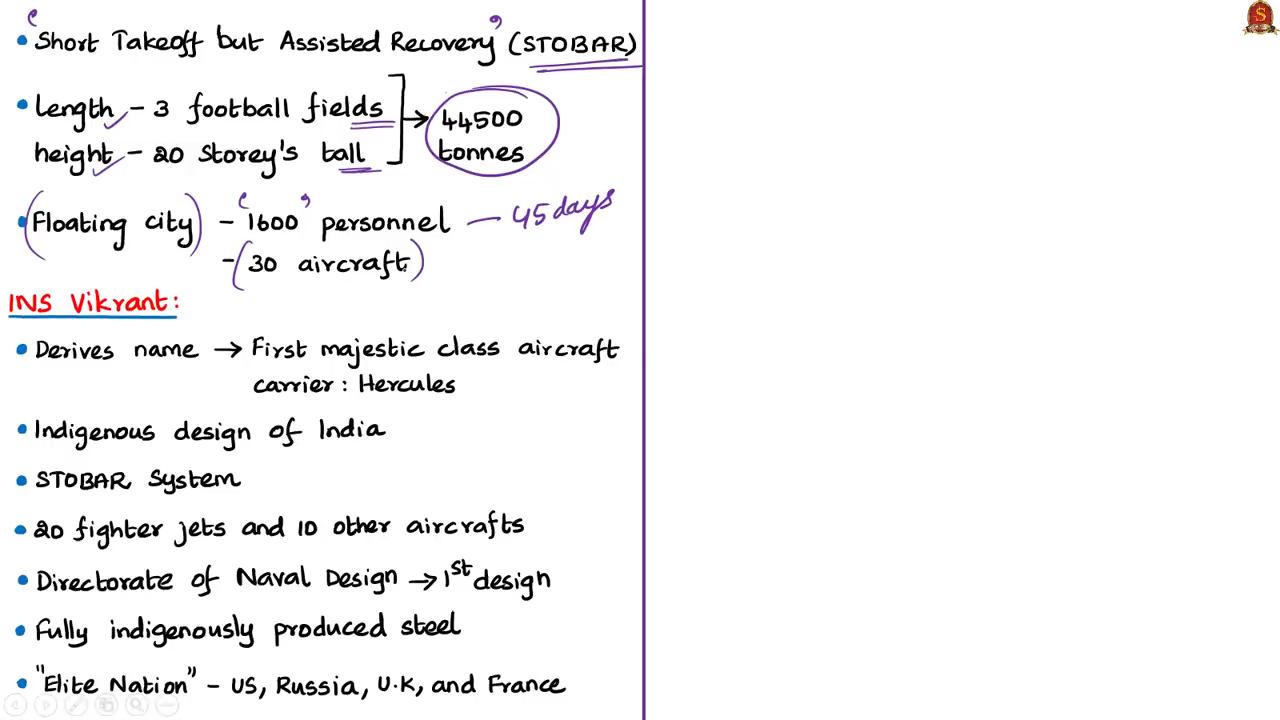 • 'Short Takeoff but Assisted Recovery' (STOBAR)
• length - 3 football fields
height - 20 Storey's tall
→ 44500
tonnes
• (Floating city) - '1600' personnel — 45 days
- (30 aircraft)
INS Vikrant:
• Derives name → First majestic class aircraft
carrier : Hercules
• Indigenous design of India
• STOBAR System
• 20 fighter jets and 10 other aircrafts
• Directorate of Naval Design → 1st design
• Fully indigenously produced steel
• "Elite Nation" - US, Russia, U.K, and France
S